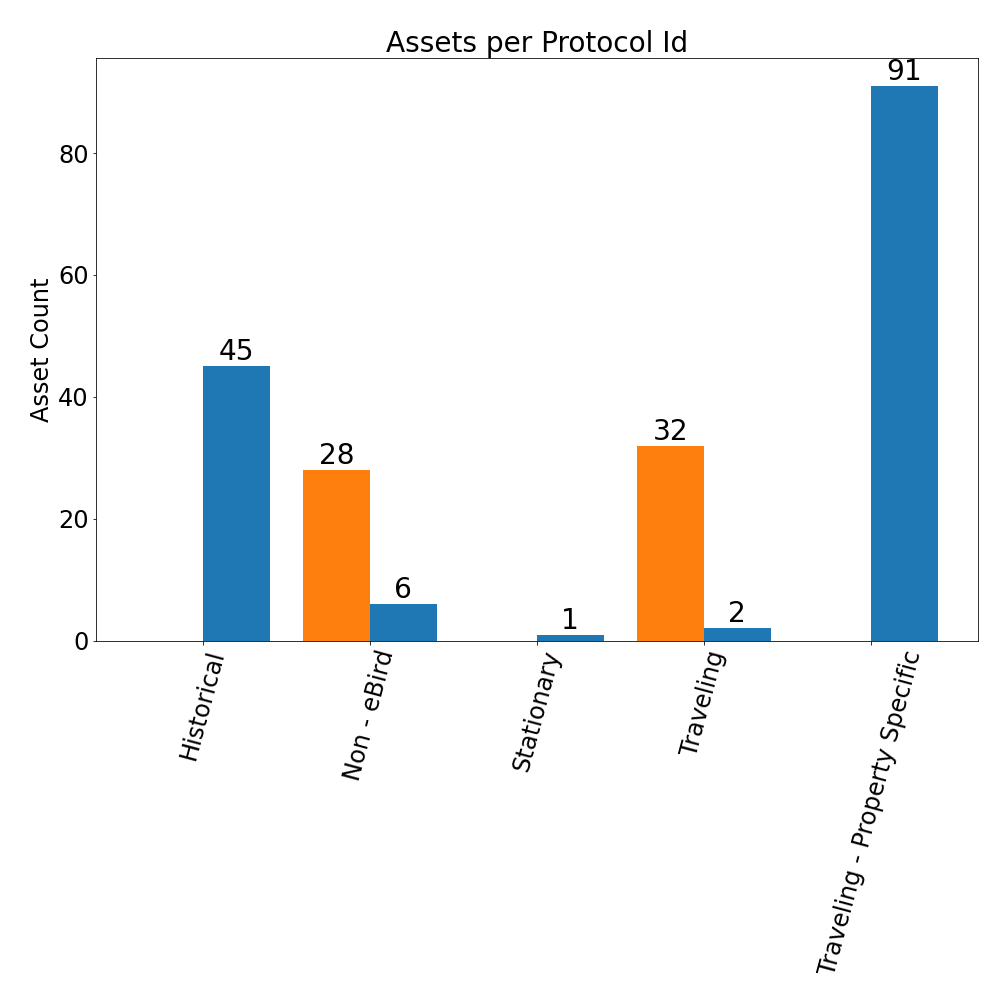 Assets per Protocol Id
Asset Count
80
60
40
20
0
45
28
6
1
32
2
91
Historical
Non - eBird
Stationary
Traveling
Traveling - Property Specific